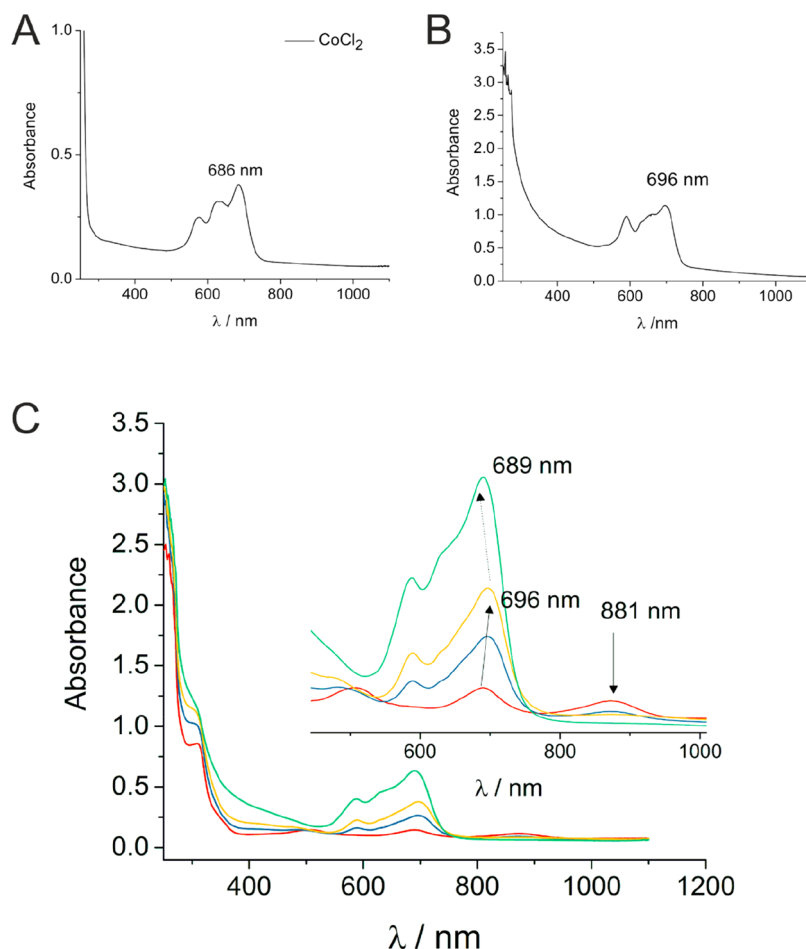 A
CoCl₂
1.0
0.5
0.0
Absorbance
686 nm
400 600 800 1000
λ / nm
B
3.5
3.0
2.5
2.0
1.5
1.0
0.5
0.0
Absorbance
696 nm
400 600 800 1000
λ /nm
C
3.5
3.0
2.5
2.0
1.5
1.0
0.5
0.0
Absorbance
689 nm
696 nm
881 nm
600 800 1000
λ / nm
400 600 800 1000 1200
λ / nm